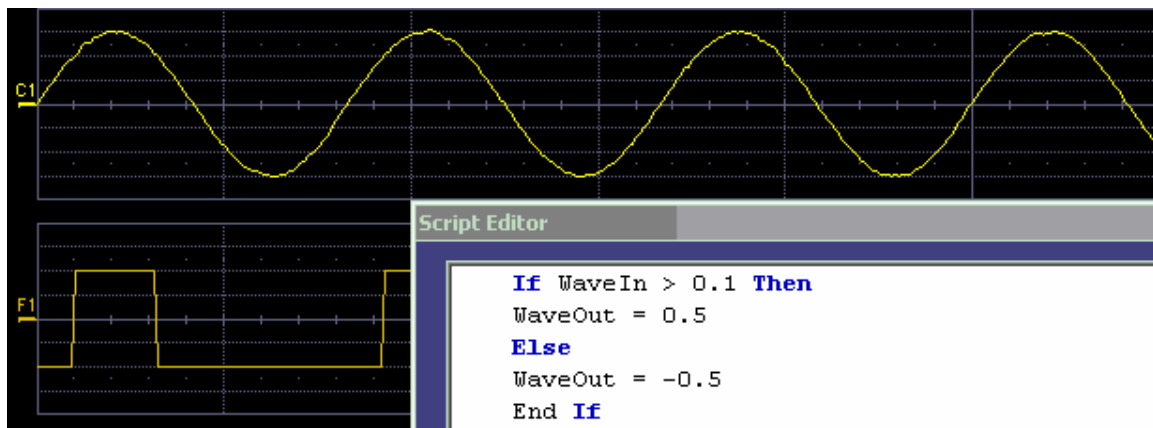 C1
F1
Script Editor
If WaveIn > 0.1 Then
WaveOut = 0.5
Else
WaveOut = -0.5
End If